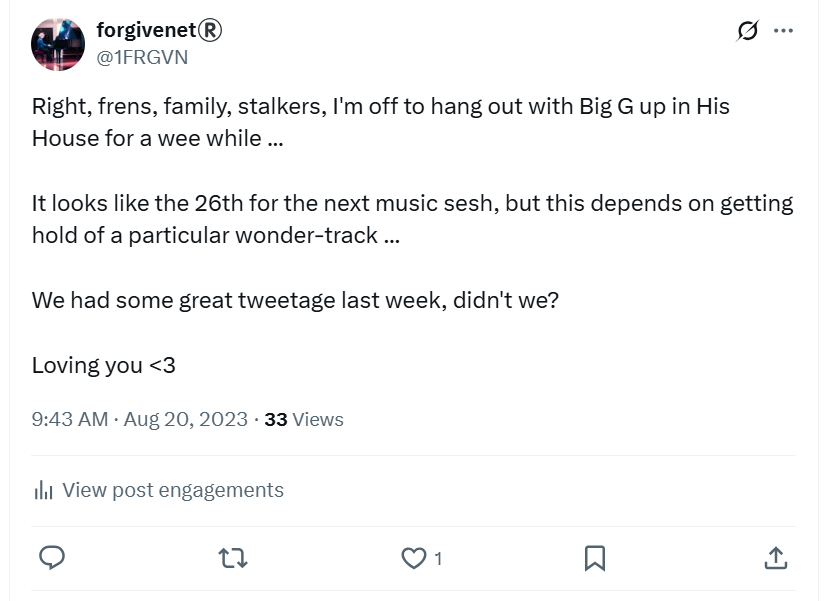 forgivenet®
@1FRGVN
Right, frens, family, stalkers, I'm off to hang out with Big G up in His
House for a wee while ...
It looks like the 26th for the next music sesh, but this depends on getting
hold of a particular wonder-track ...
We had some great tweetage last week, didn't we?
Loving you <3
9:43 AM · Aug 20, 2023 · 33 Views
View post engagements
1